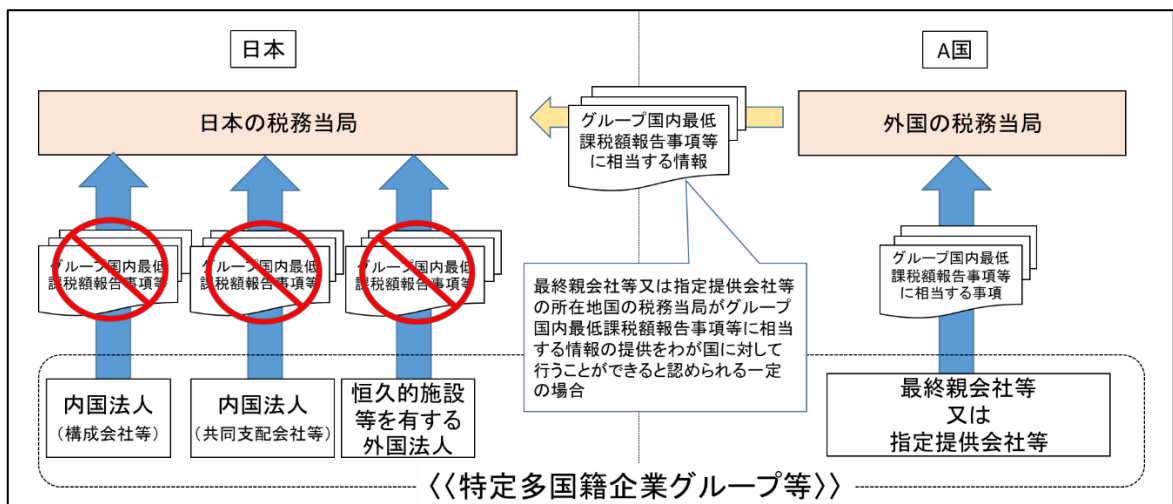 日本
A国
日本の税務当局
グループ国内最低
課税額報告事項等
に相当する情報
外国の税務当局
グループ国内最低
課税額報告事項等
グループ国内最低
課税額報告事項等
グループ国内最低
課税額報告事項等
グループ国内最低
課税額報告事項等
に相当する事項
最終親会社等又は指定提供会社等
の所在地国の税務当局がグループ
国内最低課税額報告事項等に相当
する情報の提供をわが国に対して
行うことができると認められる一定
の場合
内国法人
(構成会社等)
内国法人
(共同支配会社等)
恒久的施設
等を有する
外国法人
最終親会社等
又は
指定提供会社等
《特定多国籍企業グループ等》